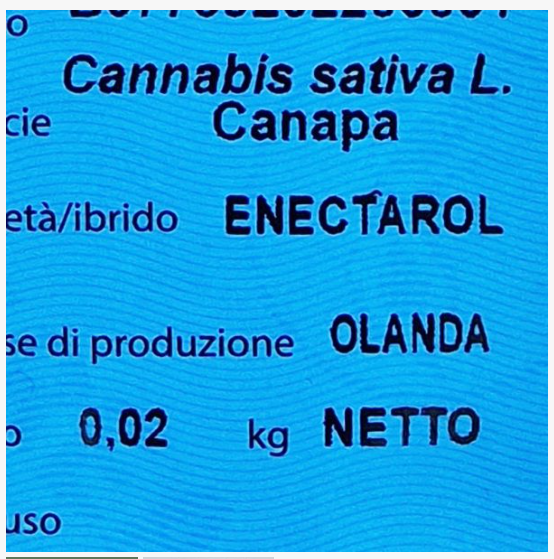 o
Cannabis sativa L.
cie Canapa
età/ibrido ENECTAROL
se di produzione OLANDA
o 0,02 kg NETTO
uso